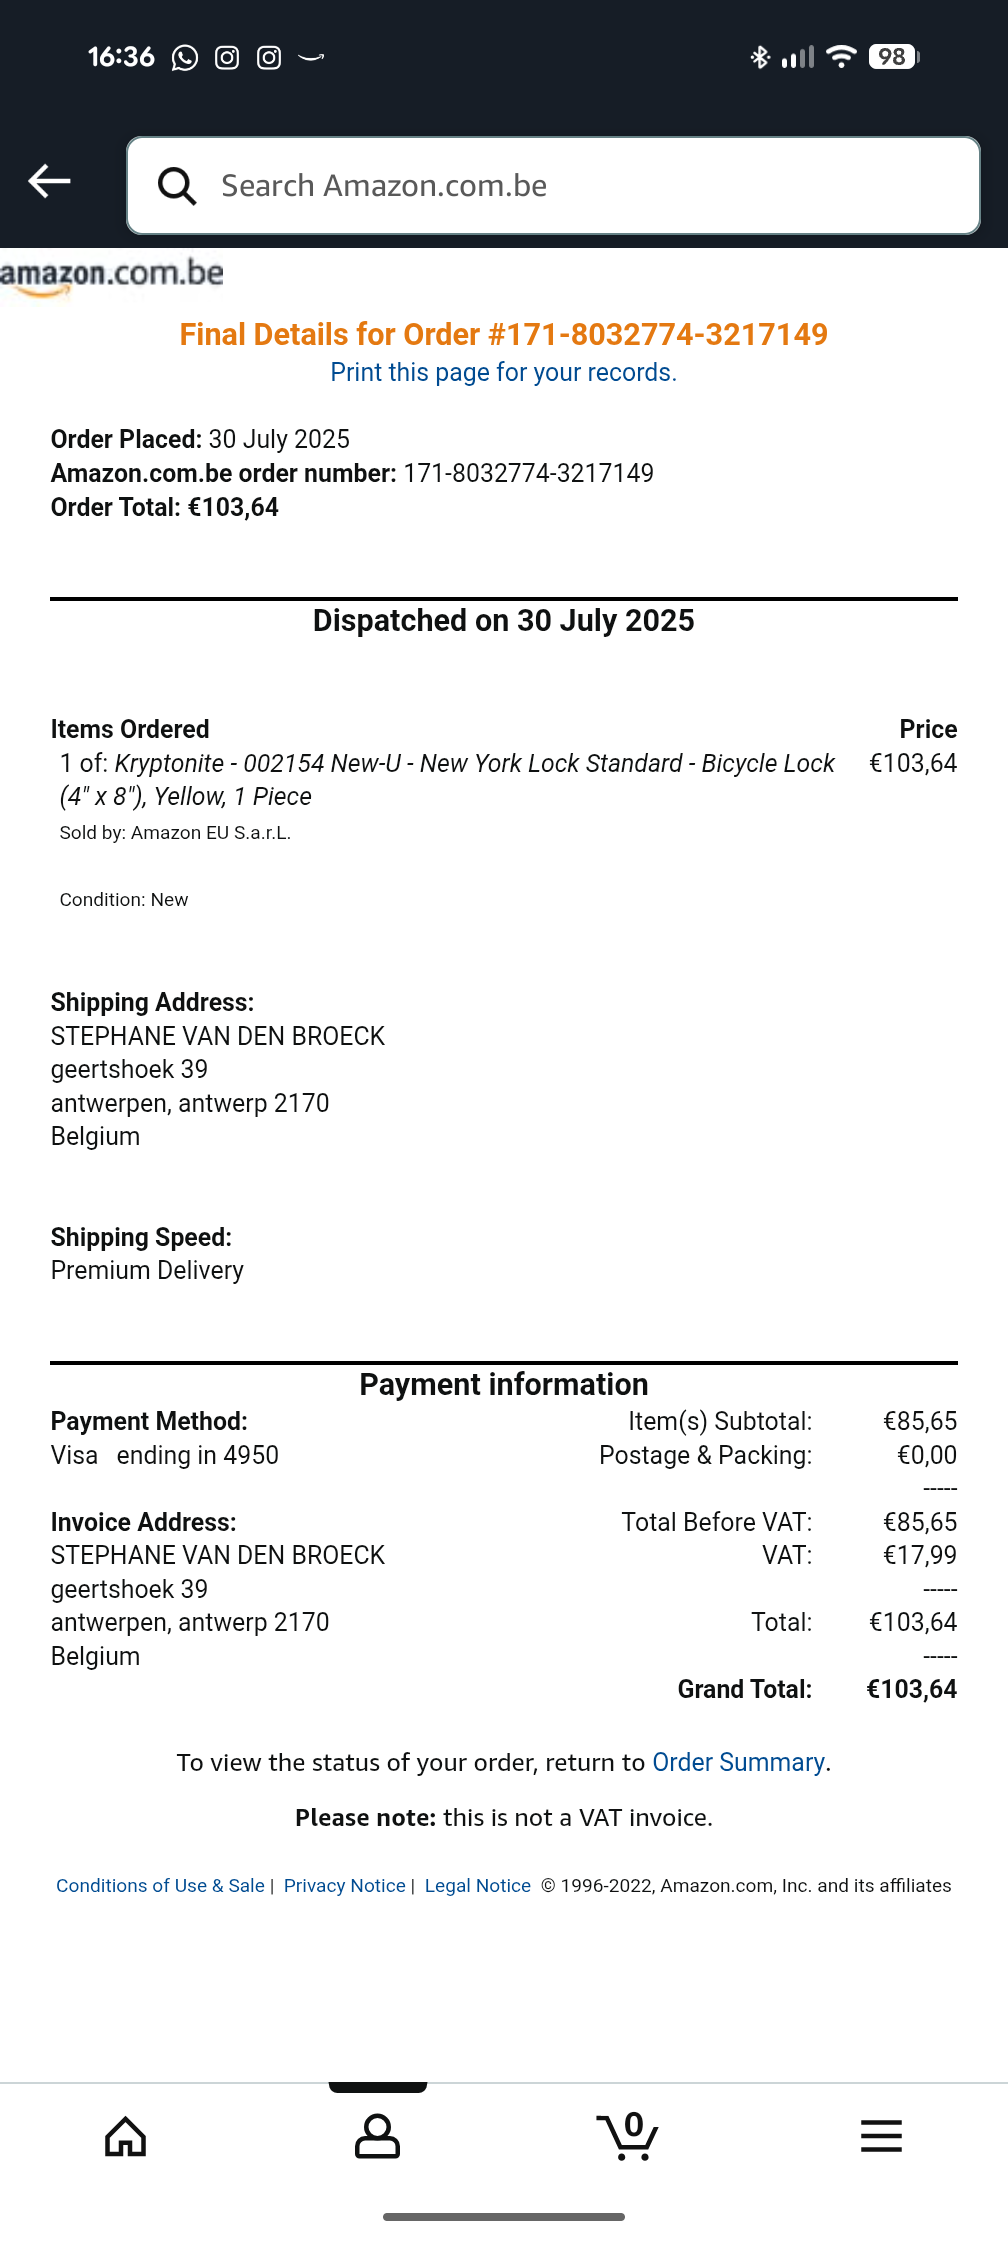 16:36
98
Search Amazon.com.be
amazon.com.be
Final Details for Order #171-8032774-3217149
Print this page for your records.
Order Placed: 30 July 2025
Amazon.com.be order number: 171-8032774-3217149
Order Total: €103,64
Dispatched on 30 July 2025
Items Ordered Price
1 of: Kryptonite - 002154 New-U - New York Lock Standard - Bicycle Lock €103,64
(4" x 8"), Yellow, 1 Piece
Sold by: Amazon EU S.a.r.L.
Condition: New
Shipping Address:
STEPHANE VAN DEN BROECK
geertshoek 39
antwerpen, antwerp 2170
Belgium
Shipping Speed:
Premium Delivery
Payment information
Payment Method: Item(s) Subtotal: €85,65
Visa ending in 4950 Postage & Packing: €0,00
-----
Invoice Address: Total Before VAT: €85,65
STEPHANE VAN DEN BROECK VAT: €17,99
geertshoek 39 -----
antwerpen, antwerp 2170 Total: €103,64
Belgium -----
Grand Total: €103,64
To view the status of your order, return to Order Summary.
Please note: this is not a VAT invoice.
Conditions of Use & Sale | Privacy Notice | Legal Notice © 1996-2022, Amazon.com, Inc. and its affiliates
0